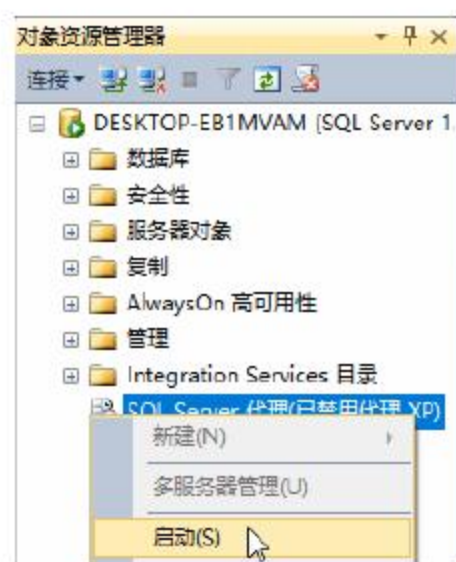 对象资源管理器
连接
DESKTOP-EB1MVAM (SQL Server 1
数据库
安全性
服务器对象
复制
AlwaysOn 高可用性
管理
Integration Services 目录
SQL Server 代理(已禁用代理 XP)
新建(N)
多服务器管理(U)
启动(S)